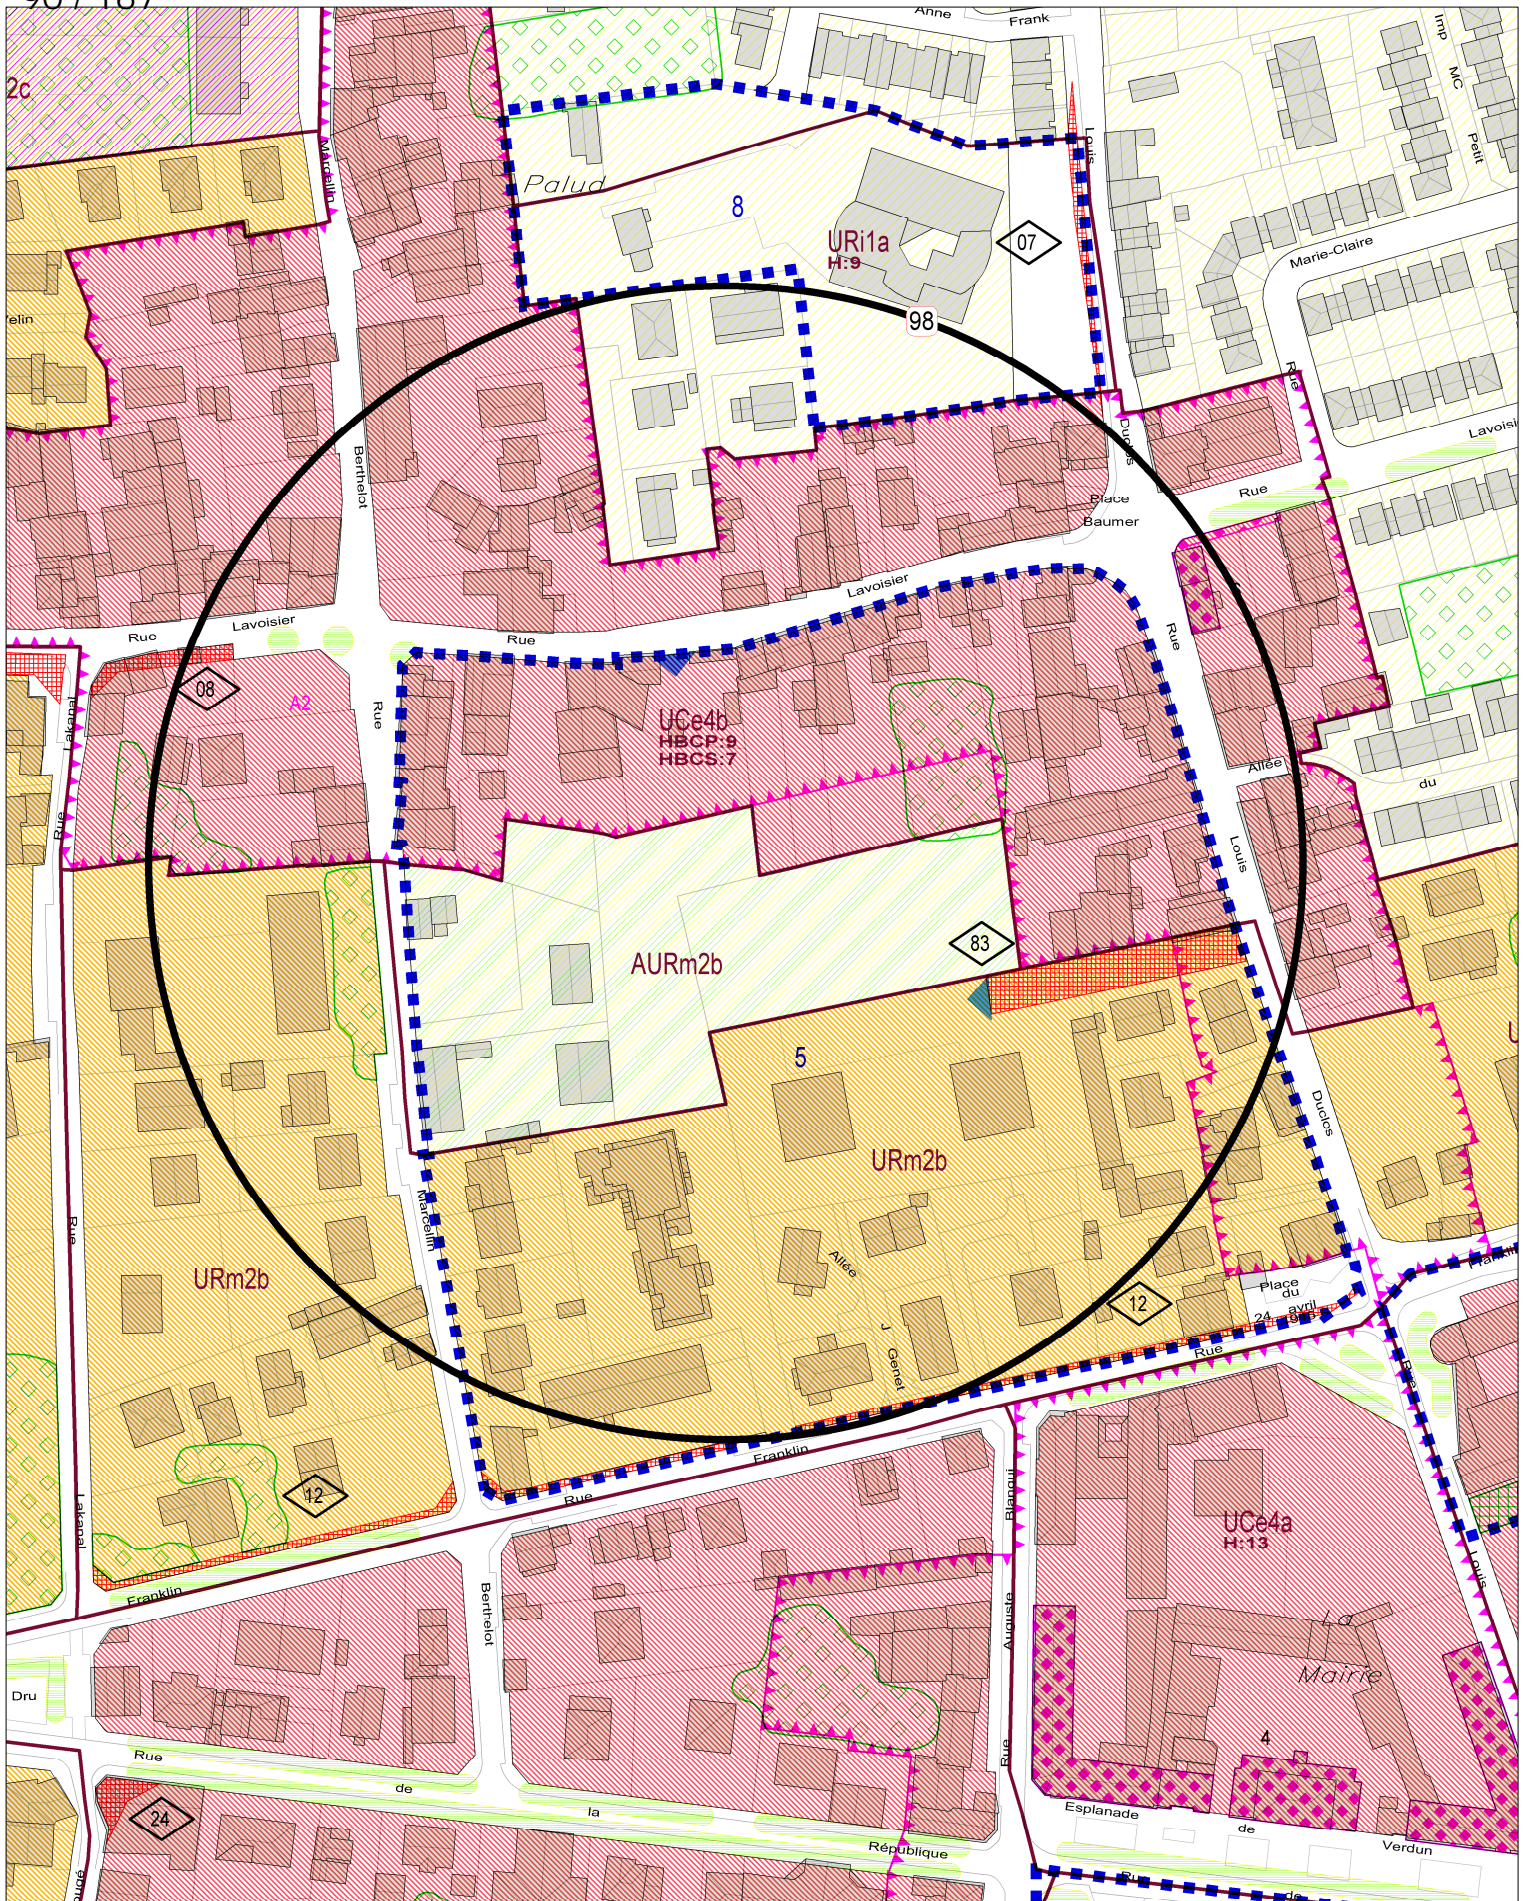 Anne
Frank
Imp
MC
Petit
2c
Marcellin
Louis
Palud
8
URi1a
H:9
07
Marie-Claire
98
Rue
Berthelot
Duclos
Lavoisi
Rue
Place
Baumer
Lavoisier
Rue
Lavoisier
Rue
Rue
08
A2
Rue
Lakanal
UCe4b
HBCP:9
HBCS:7
Allée
du
Rue
Louis
83
AURm2b
5
URm2b
Duclos
Rue
Marcellin
Allée
J
Genet
URm2b
12
Place
du
24 avril
Franklin
Rue
Rue
Franklin
Rue
12
Blanqui
Lakanal
UCe4a
H:13
Louis
Franklin
Berthelot
Auguste
La
Mairie
Dru
4
Rue
Rue
de
la
24
République
Esplanade
de
Verdun
Rue
de